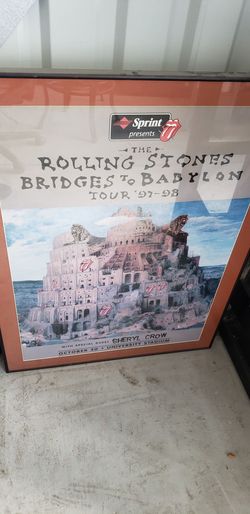 Sprint
presents
THE
ROLLING STONES
BRIDGES TO BABYLON
TOUR '97-98
WITH SPECIAL GUEST SHERYL CROW
OCTOBER 20 • UNIVERSITY STADIUM